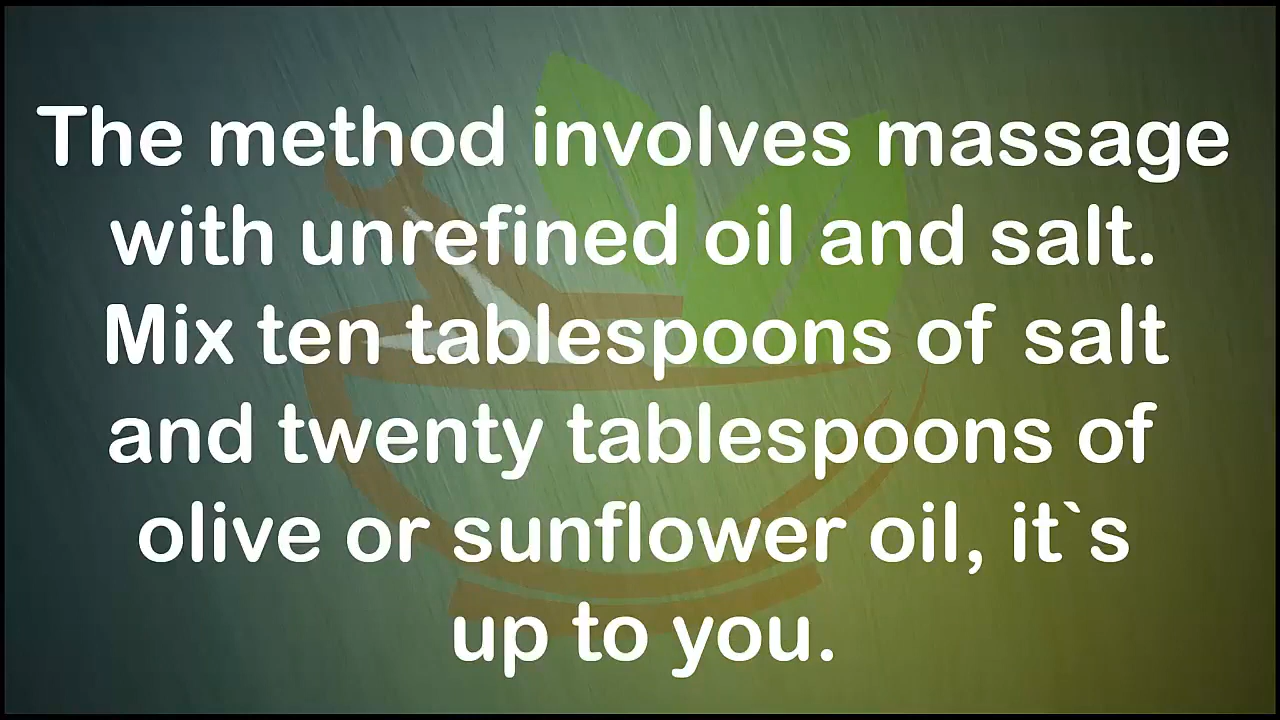 The method involves massage
with unrefined oil and salt.
Mix ten tablespoons of salt
and twenty tablespoons of
olive or sunflower oil, it`s
up to you.